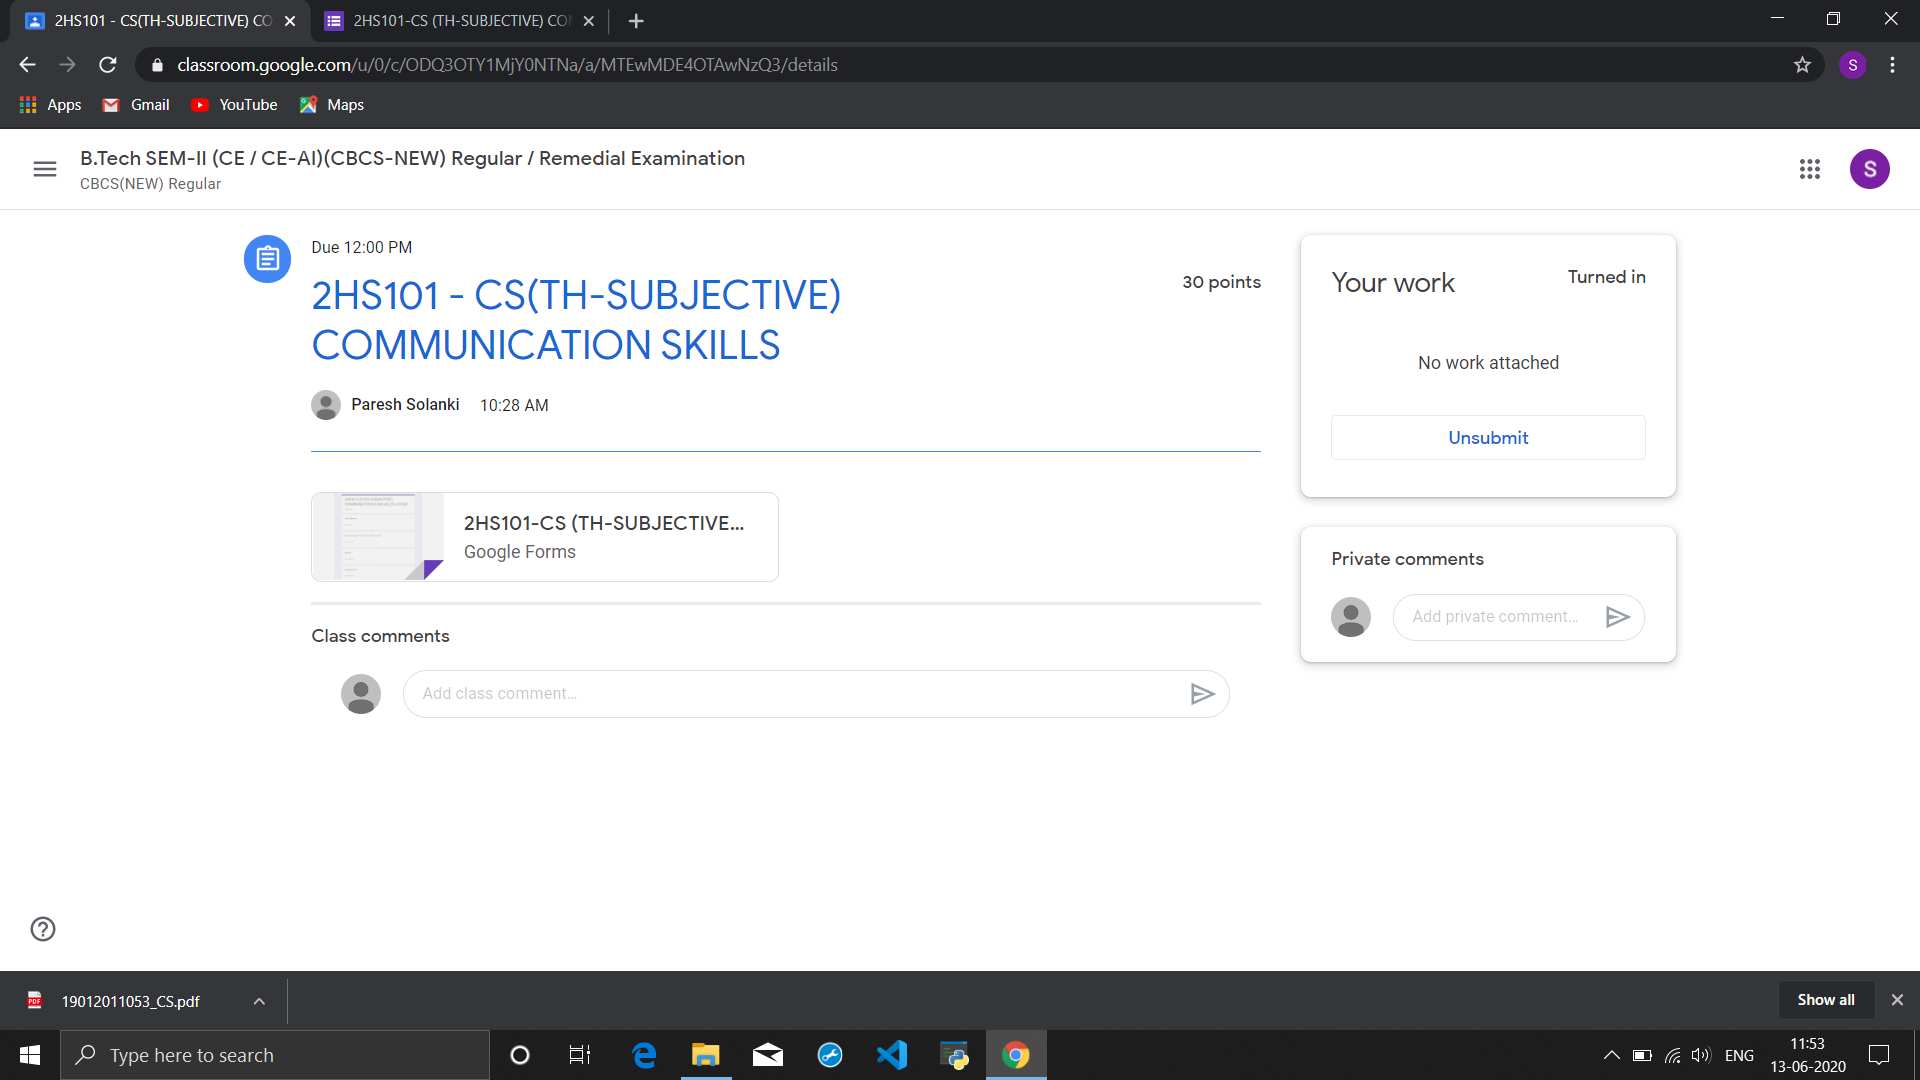 2HS101 - CS(TH-SUBJECTIVE) CO
2HS101-CS (TH-SUBJECTIVE) CO
classroom.google.com/u/0/c/ODQ3OTY1MjY0NTNa/a/MTEwMDE4OTAwNzQ3/details
S
Apps
Gmail
YouTube
Maps
B.Tech SEM-II (CE / CE-AI)(CBCS-NEW) Regular / Remedial Examination
CBCS(NEW) Regular
S
Due 12:00 PM
2HS101 - CS(TH-SUBJECTIVE)
COMMUNICATION SKILLS
30 points
Paresh Solanki 10:28 AM
2HS101-CS (TH-SUBJECTIVE...
Google Forms
Class comments
Add class comment...
Your work
Turned in
No work attached
Unsubmit
Private comments
Add private comment...
PDF
19012011053_CS.pdf
Show all
Type here to search
ENG
11:53
13-06-2020